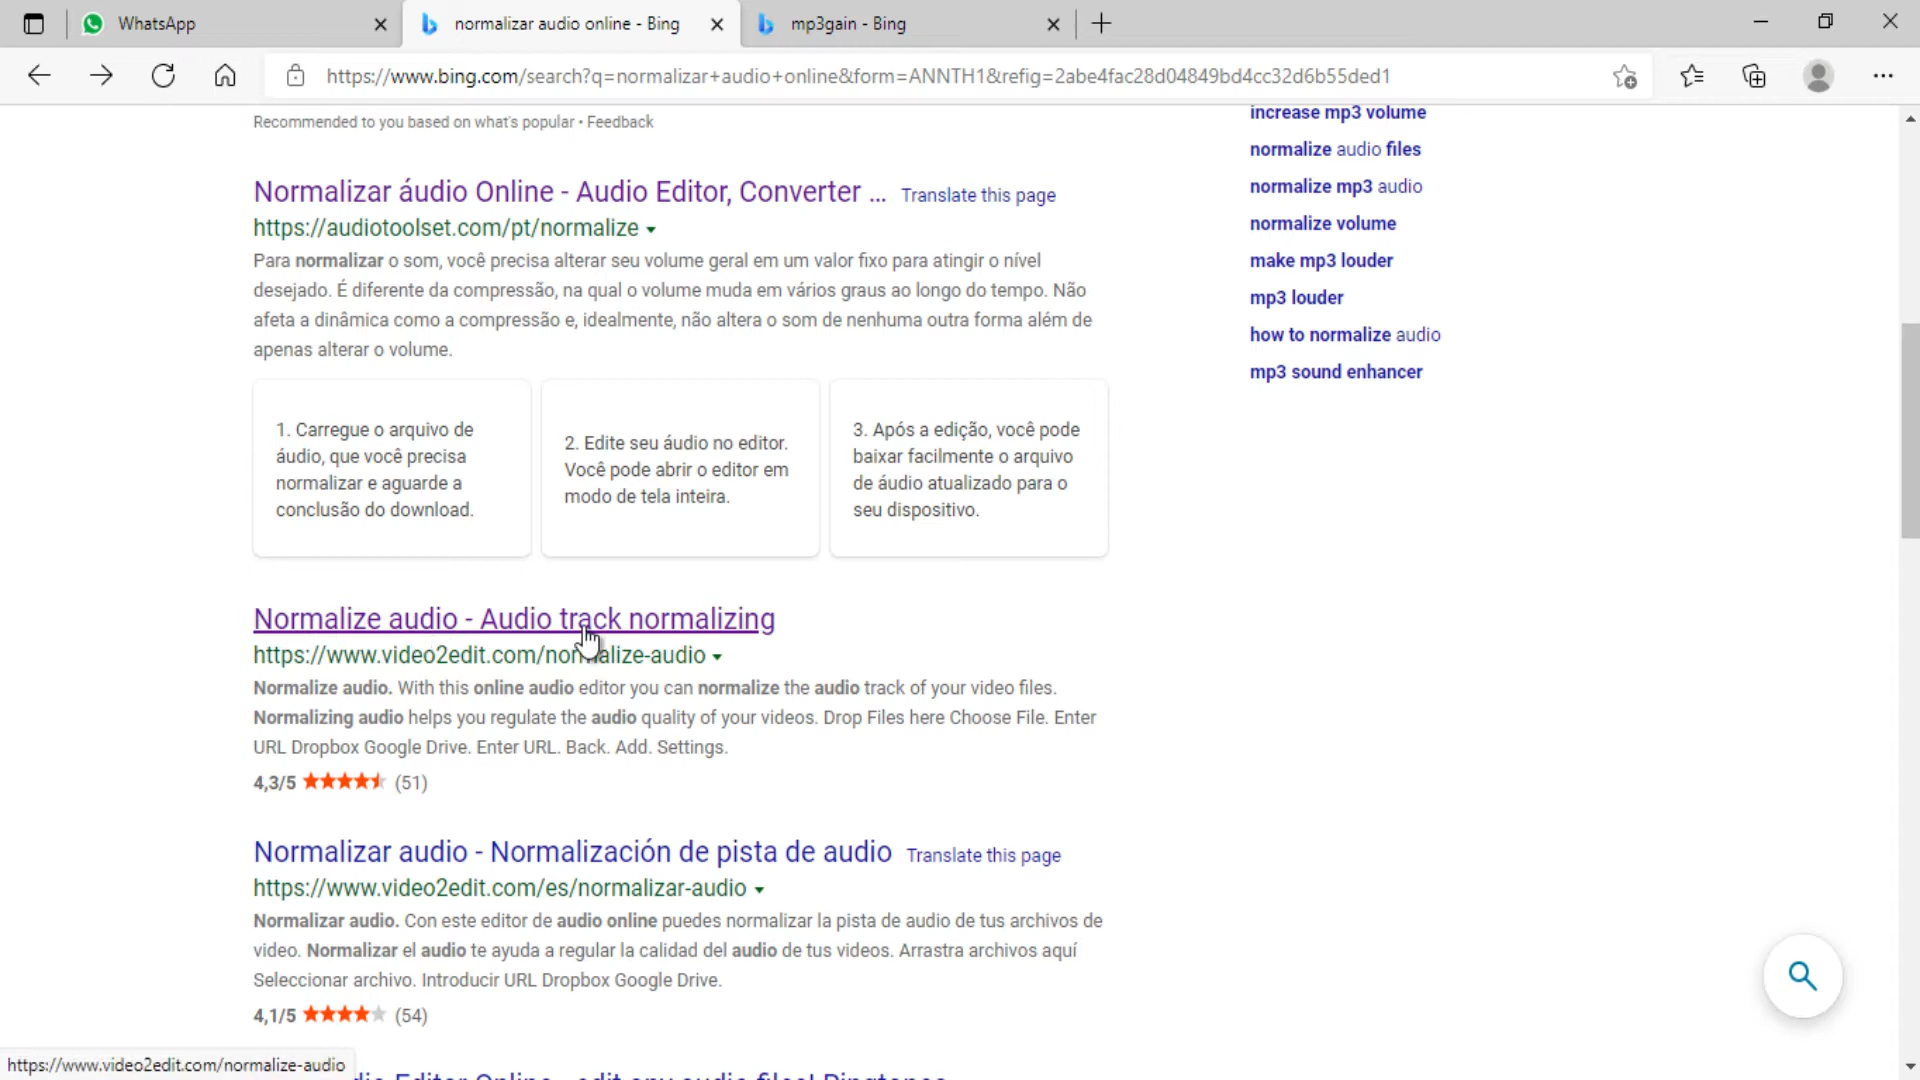 WhatsApp
normalizar audio online - Bing
mp3gain - Bing
https://www.bing.com/search?q=normalizar+audio+online&form=ANNTH1&refig=2abe4fac28d04849bd4cc32d6b55ded1
Recommended to you based on what's popular • Feedback
Normalizar áudio Online - Audio Editor, Converter ... Translate this page
https://audiotoolset.com/pt/normalize
Para normalizar o som, você precisa alterar seu volume geral em um valor fixo para atingir o nível
desejado. É diferente da compressão, na qual o volume muda em vários graus ao longo do tempo. Não
afeta a dinâmica como a compressão e, idealmente, não altera o som de nenhuma outra forma além de
apenas alterar o volume.
1. Carregue o arquivo de
áudio, que você precisa
normalizar e aguarde a
conclusão do download.
2. Edite seu áudio no editor.
Você pode abrir o editor em
modo de tela inteira.
3. Após a edição, você pode
baixar facilmente o arquivo
de áudio atualizado para o
seu dispositivo.
Normalize audio - Audio track normalizing
https://www.video2edit.com/normalize-audio
Normalize audio. With this online audio editor you can normalize the audio track of your video files.
Normalizing audio helps you regulate the audio quality of your videos. Drop Files here Choose File. Enter
URL Dropbox Google Drive. Enter URL. Back. Add. Settings.
4,3/5 (51)
Normalizar audio - Normalización de pista de audio Translate this page
https://www.video2edit.com/es/normalizar-audio
Normalizar audio. Con este editor de audio online puedes normalizar la pista de audio de tus archivos de
video. Normalizar el audio te ayuda a regular la calidad del audio de tus videos. Arrastra archivos aquí
Seleccionar archivo. Introducir URL Dropbox Google Drive.
4,1/5 (54)
Editor Online - edit any audio files! Ringtones
increase mp3 volume
normalize audio files
normalize mp3 audio
normalize volume
make mp3 louder
mp3 louder
how to normalize audio
mp3 sound enhancer
https://www.video2edit.com/normalize-audio